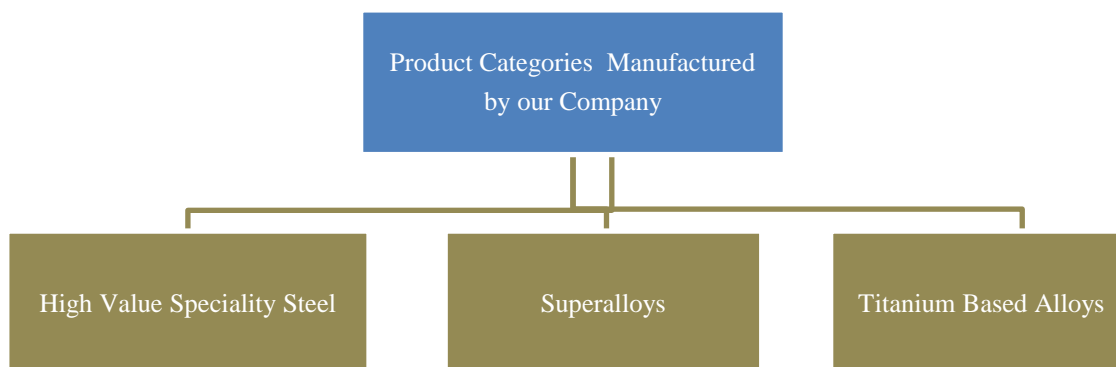 Product Categories Manufactured
by our Company
High Value Speciality Steel
Superalloys
Titanium Based Alloys